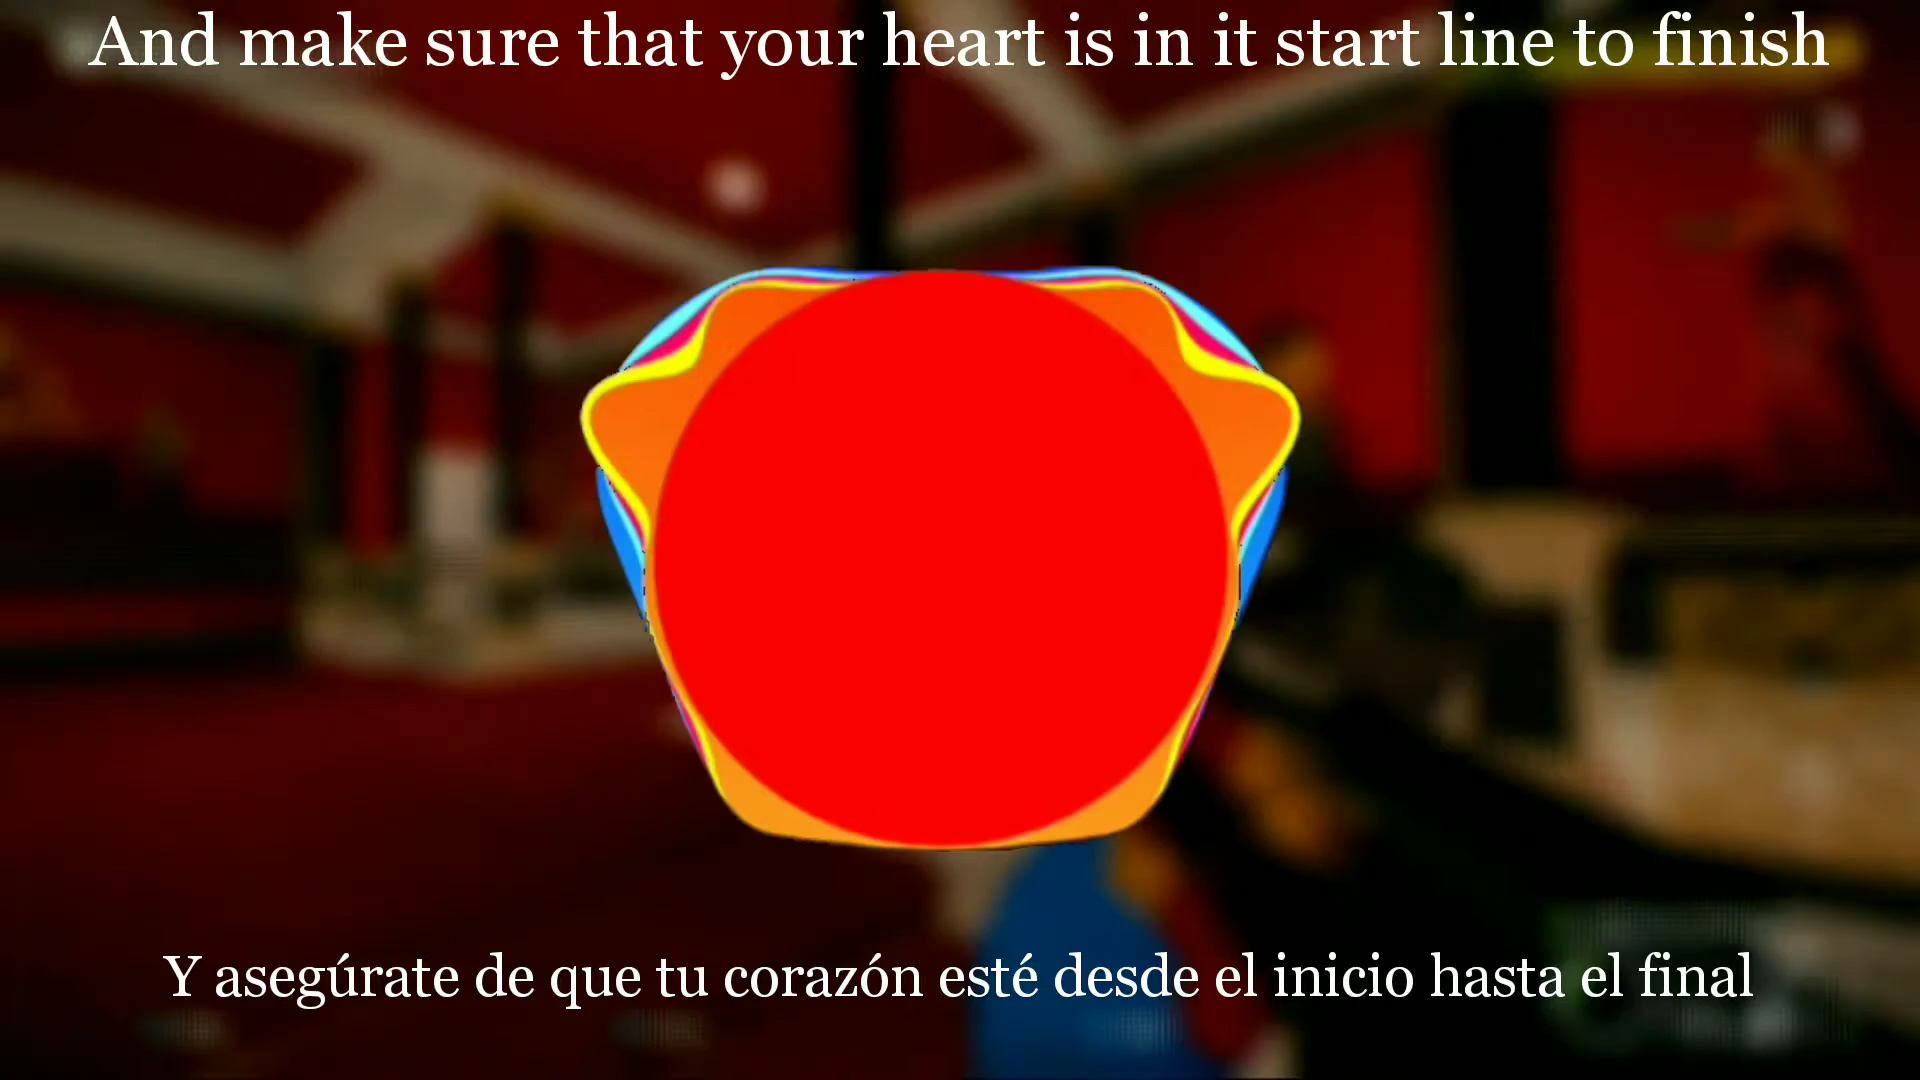 And make sure that your heart is in it start line to finish
Y asegúrate de que tu corazón esté desde el inicio hasta el final